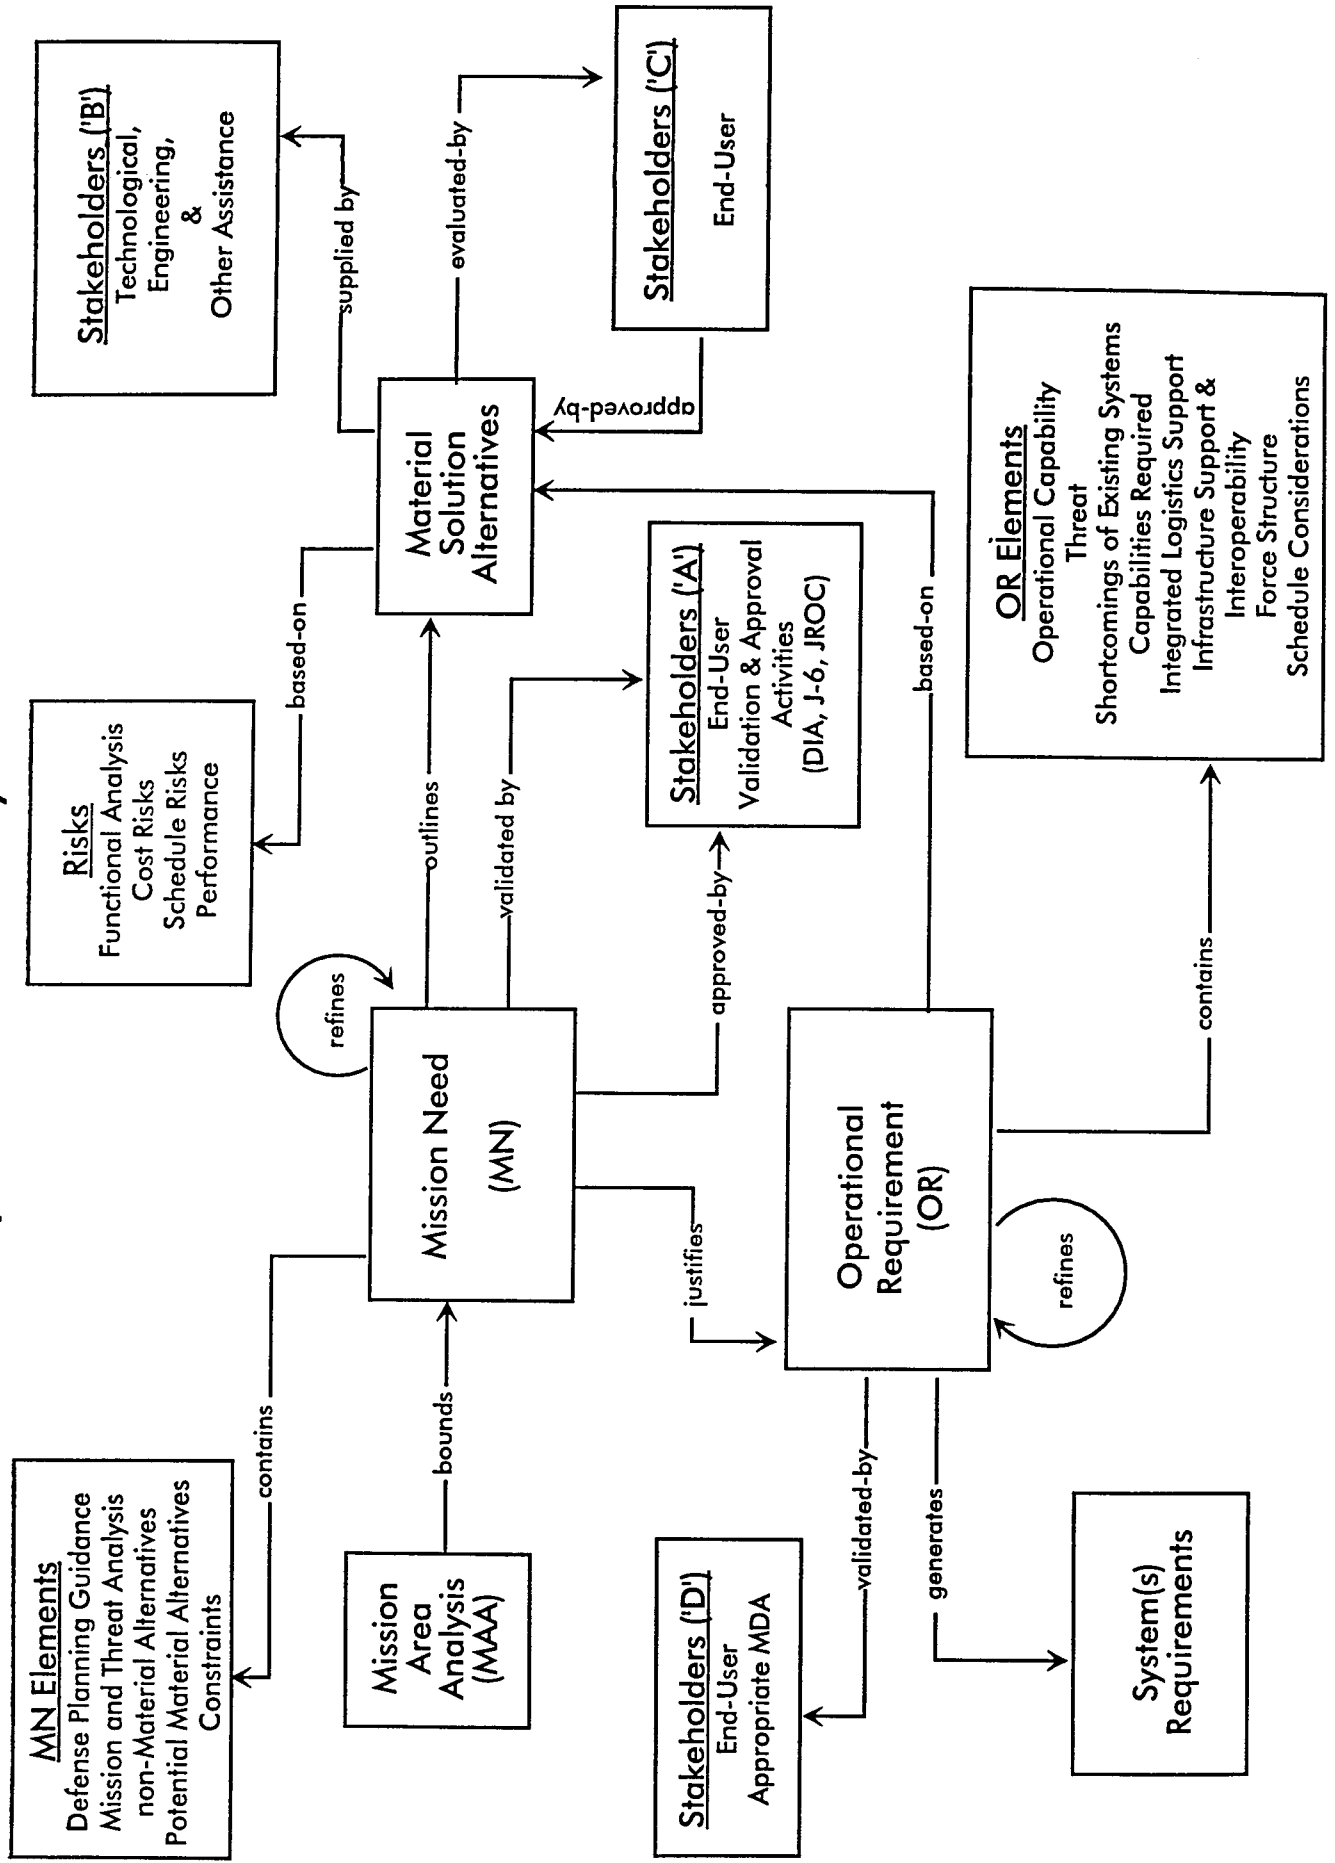 MN Elements
Defense Planning Guidance
Mission and Threat Analysis
non-Material Alternatives
Potential Material Alternatives
Constraints
contains
Risks
Functional Analysis
Cost Risks
Schedule Risks
Performance
based-on
Stakeholders ('B')
Technological,
Engineering,
&
Other Assistance
supplied by
Mission
Area
Analysis
(MAA)
bounds
Mission Need
(MN)
refines
outlines
validated by
Material
Solution
Alternatives
evaluated-by
approved-by
Stakeholders ('C')
End-User
justifies
approved-by
Stakeholders ('A')
End-User
Validation & Approval
Activities
(DIA, J-6, JROC)
Stakeholders ('D')
End-User
Appropriate MDA
validated-by
generates
System(s)
Requirements
Operational
Requirement
(OR)
refines
based-on
contains
OR Elements
Operational Capability
Threat
Shortcomings of Existing Systems
Capabilities Required
Integrated Logistics Support
Infrastructure Support &
Interoperability
Force Structure
Schedule Considerations